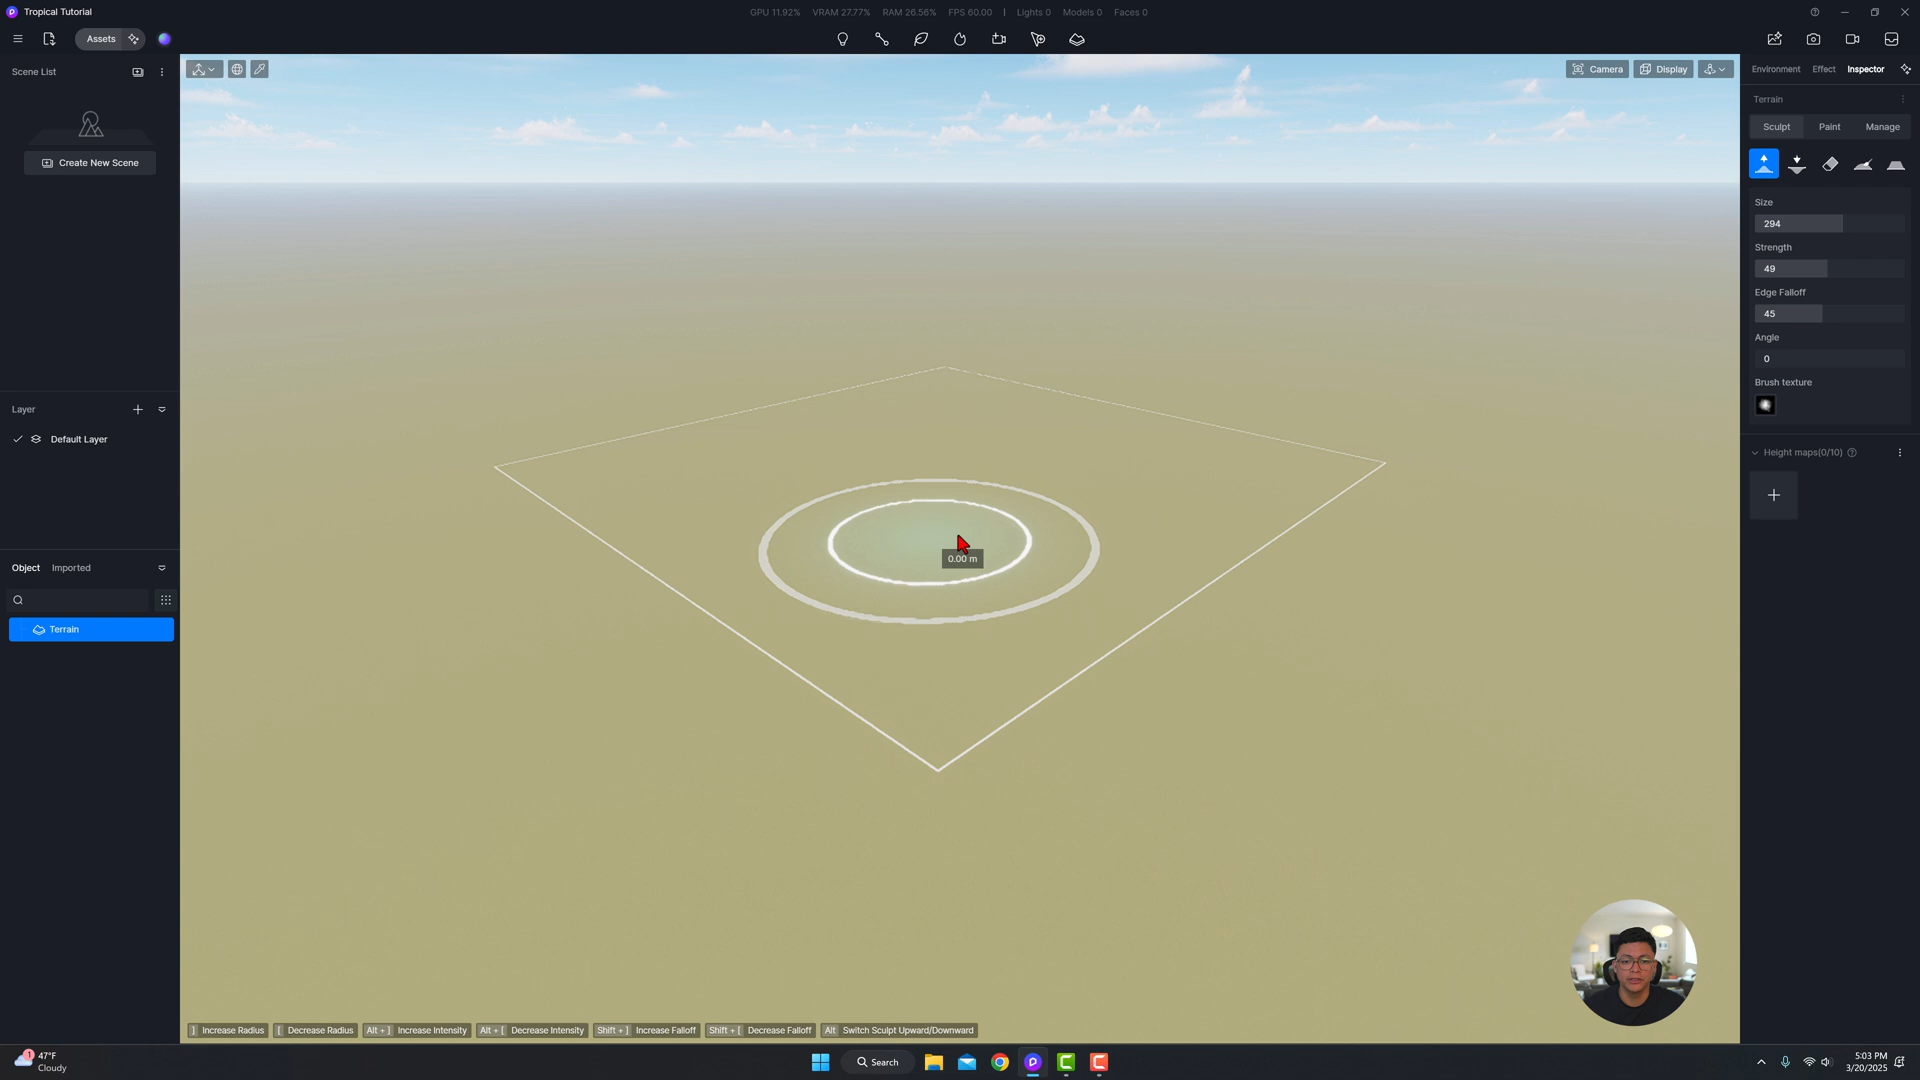 Tropical Tutorial
GPU 11.92% VRAM 27.77% RAM 26.56% FPS 60.00 | Lights 0 Models 0 Faces 0
Assets
Scene List
Create New Scene
Layer
Default Layer
Object Imported
Terrain
Camera Display
0.00 m
] Increase Radius [ Decrease Radius Alt + ] Increase Intensity Alt + [ Decrease Intensity Shift + ] Increase Falloff Shift + [ Decrease Falloff Alt Switch Sculpt Upward/Downward
Environment Effect Inspector
Terrain
Sculpt Paint Manage
Size
294
Strength
49
Edge Falloff
45
Angle
0
Brush texture
Height maps(0/10)
1
47°F
Cloudy
Search
5:03 PM
3/20/2025